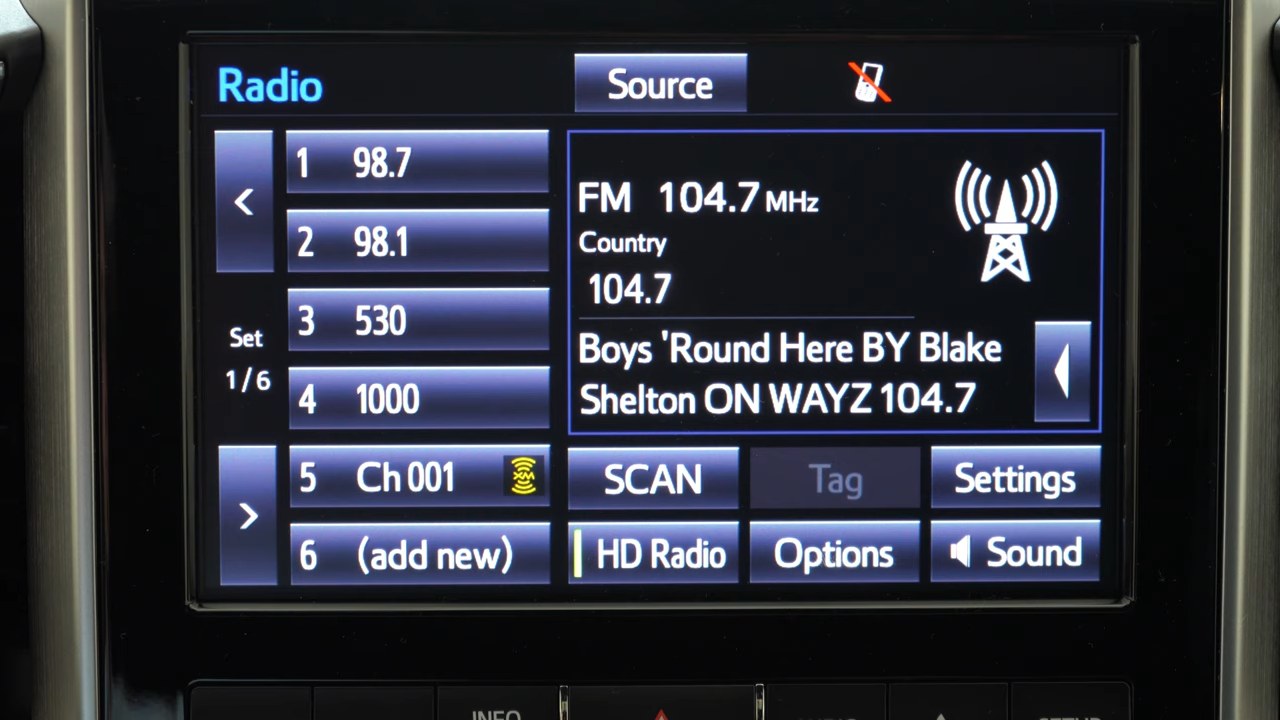 Radio
Source
1 98.7
2 98.1
3 530
4 1000
5 Ch 001 XM
6 (add new)
<
Set
1/6
>
FM 104.7 MHz
Country
104.7
Boys 'Round Here BY Blake
Shelton ON WAYZ 104.7
SCAN
Tag
Settings
HD Radio
Options
Sound
INFO